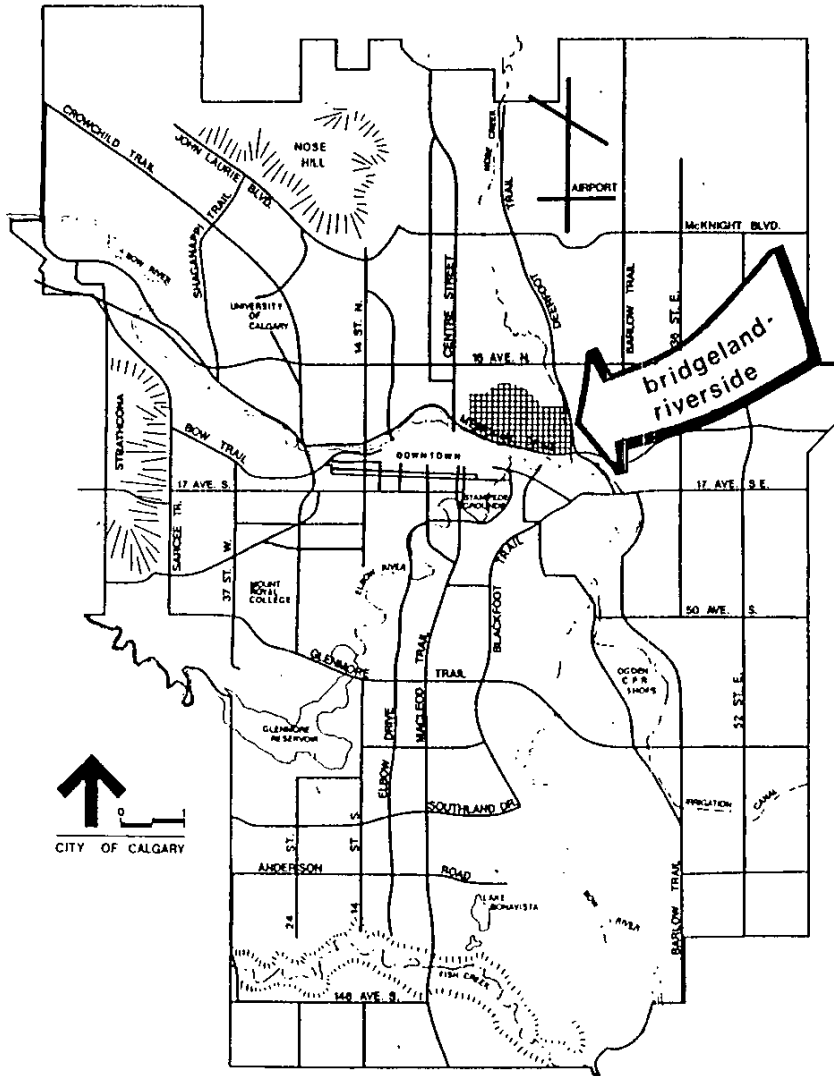 CROWCHILD TRAIL
JOHN LAURIE BLVD.
NOSE
HILL
NOSE CREEK
TRAIL
AIRPORT
McKNIGHT BLVD.
BOW RIVER
SHAGANAPPI TRAIL
UNIVERSITY
OF
CALGARY
14 ST. N.
CENTRE STREET
DEERFOOT
BARLOW TRAIL
36 ST. E.
16 AVE. N.
bridgeland-
riverside
STRATHCONA
BOW TRAIL
DOWNTOWN
17 AVE. S.
STAMPEDE
GROUNDS
17 AVE. S.E.
SARCEE TR.
37 ST. W.
MOUNT
ROYAL
COLLEGE
ELBOW RIVER
TRAIL
BLACKFOOT
50 AVE. S.
GLENMORE
TRAIL
MACLEOD TRAIL
ELBOW DRIVE
OGDEN
C P R
SHOPS
52 ST. E.
GLENMORE
RESERVOIR
0 1
CITY OF CALGARY
SOUTHLAND DR.
IRRIGATION CANAL
24 ST.
14 ST. S.
ANDERSON ROAD
LAKE
BONAVISTA
BOW
RIVER
BARLOW TRAIL
FISH CREEK
146 AVE. S.